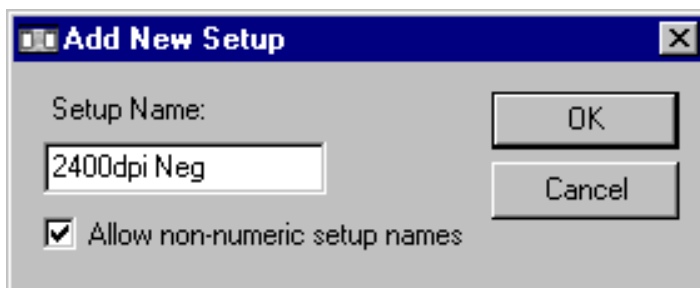 Add New Setup
Setup Name:
OK
2400dpi Neg
Cancel
Allow non-numeric setup names